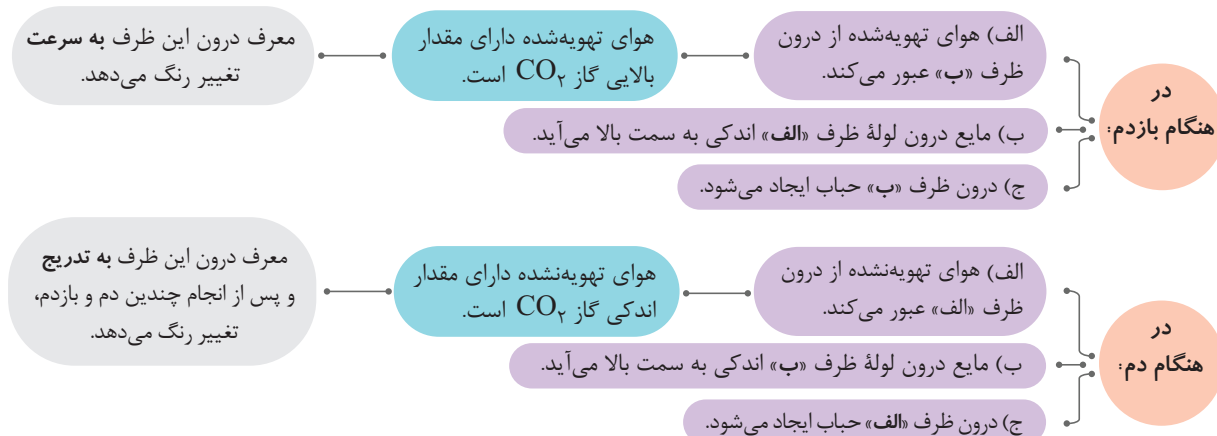 در
هنگام بازدم:
الف) هوای تهویه‌شده از درون
ظرف «ب» عبور می‌کند.
هوای تهویه‌شده دارای مقدار
بالایی گاز CO₂ است.
معرف درون این ظرف به سرعت
تغییر رنگ می‌دهد.
ب) مایع درون لولهٔ ظرف «الف» اندکی به سمت بالا می‌آید.
ج) درون ظرف «ب» حباب ایجاد می‌شود.
در
هنگام دم:
الف) هوای تهویه‌نشده از درون
ظرف «الف» عبور می‌کند.
هوای تهویه‌نشده دارای مقدار
اندکی گاز CO₂ است.
معرف درون این ظرف به تدریج
و پس از انجام چندین دم و بازدم،
تغییر رنگ می‌دهد.
ب) مایع درون لولهٔ ظرف «ب» اندکی به سمت بالا می‌آید.
ج) درون ظرف «الف» حباب ایجاد می‌شود.